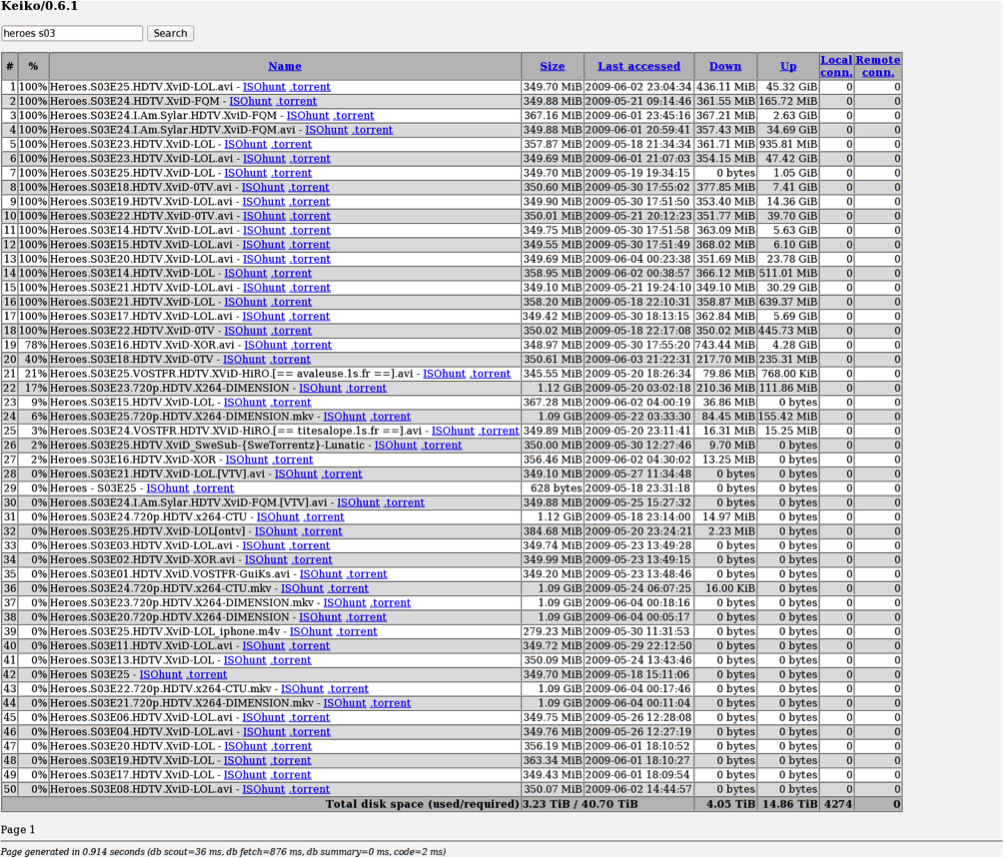 Keiko/0.6.1
heroes s03 Search
# % Name Size Last accessed Down Up Local conn. Remote conn.
1 100% Heroes.S03E25.HDTV.XviD-LOL.avi - ISOhunt .torrent 349.70 MiB 2009-06-02 23:04:34 436.11 MiB 45.32 GiB 0 0
2 100% Heroes.S03E24.HDTV.XviD-FQM - ISOhunt .torrent 349.88 MiB 2009-05-21 09:14:46 361.55 MiB 165.72 MiB 0 0
3 100% Heroes.S03E24.I.Am.Sylar.HDTV.XviD-FQM - ISOhunt .torrent 367.16 MiB 2009-06-01 23:45:16 367.21 MiB 2.63 GiB 0 0
4 100% Heroes.S03E24.I.Am.Sylar.HDTV.XviD-FQM.avi - ISOhunt .torrent 349.88 MiB 2009-06-01 20:59:41 357.43 MiB 34.69 GiB 0 0
5 100% Heroes.S03E23.HDTV.XviD-LOL - ISOhunt .torrent 357.87 MiB 2009-05-18 21:34:34 361.71 MiB 935.81 MiB 0 0
6 100% Heroes.S03E23.HDTV.XviD-LOL.avi - ISOhunt .torrent 349.69 MiB 2009-06-01 21:07:03 354.15 MiB 47.42 GiB 0 0
7 100% Heroes.S03E25.HDTV.XviD-LOL - ISOhunt .torrent 349.70 MiB 2009-05-19 19:34:15 0 bytes 1.05 GiB 0 0
8 100% Heroes.S03E18.HDTV.XviD-0TV.avi - ISOhunt .torrent 350.60 MiB 2009-05-30 17:55:02 377.85 MiB 7.41 GiB 0 0
9 100% Heroes.S03E19.HDTV.XviD-LOL.avi - ISOhunt .torrent 349.90 MiB 2009-05-30 17:51:50 353.40 MiB 14.36 GiB 0 0
10 100% Heroes.S03E22.HDTV.XviD-0TV.avi - ISOhunt .torrent 350.01 MiB 2009-05-21 20:12:23 351.77 MiB 39.70 GiB 0 0
11 100% Heroes.S03E14.HDTV.XviD-LOL.avi - ISOhunt .torrent 349.75 MiB 2009-05-30 17:51:58 363.09 MiB 5.63 GiB 0 0
12 100% Heroes.S03E15.HDTV.XviD-LOL.avi - ISOhunt .torrent 349.55 MiB 2009-05-30 17:51:49 368.02 MiB 6.10 GiB 0 0
13 100% Heroes.S03E20.HDTV.XviD-LOL.avi - ISOhunt .torrent 349.69 MiB 2009-06-04 00:23:38 351.69 MiB 23.78 GiB 0 0
14 100% Heroes.S03E14.HDTV.XviD-LOL - ISOhunt .torrent 358.95 MiB 2009-06-02 00:38:57 366.12 MiB 511.01 MiB 0 0
15 100% Heroes.S03E21.HDTV.XviD-LOL.avi - ISOhunt .torrent 349.10 MiB 2009-05-21 19:24:10 349.10 MiB 30.29 GiB 0 0
16 100% Heroes.S03E21.HDTV.XviD-LOL - ISOhunt .torrent 358.20 MiB 2009-05-18 22:10:31 358.87 MiB 639.37 MiB 0 0
17 100% Heroes.S03E17.HDTV.XviD-LOL.avi - ISOhunt .torrent 349.42 MiB 2009-05-30 18:13:15 362.84 MiB 5.69 GiB 0 0
18 100% Heroes.S03E22.HDTV.XviD-0TV - ISOhunt .torrent 350.02 MiB 2009-05-18 22:17:08 350.02 MiB 445.73 MiB 0 0
19 78% Heroes.S03E16.HDTV.XviD-XOR.avi - ISOhunt .torrent 348.97 MiB 2009-05-30 17:55:20 743.44 MiB 4.28 GiB 0 0
20 40% Heroes.S03E18.HDTV.XviD-0TV - ISOhunt .torrent 350.61 MiB 2009-06-03 21:22:31 217.70 MiB 235.31 MiB 0 0
21 21% Heroes.S03E25.VOSTFR.HDTV.XViD-HiRO.[== avaleuse.1s.fr ==].avi - ISOhunt .torrent 345.55 MiB 2009-05-20 18:26:34 79.86 MiB 768.00 KiB 0 0
22 17% Heroes.S03E23.720p.HDTV.X264-DIMENSION - ISOhunt .torrent 1.12 GiB 2009-05-20 03:02:18 210.36 MiB 111.86 MiB 0 0
23 9% Heroes.S03E15.HDTV.XviD-LOL - ISOhunt .torrent 367.28 MiB 2009-06-02 04:00:19 36.86 MiB 0 bytes 0 0
24 6% Heroes.S03E25.720p.HDTV.X264-DIMENSION.mkv - ISOhunt .torrent 1.09 GiB 2009-05-22 03:33:30 84.45 MiB 155.42 MiB 0 0
25 3% Heroes.S03E24.VOSTFR.HDTV.XViD-HiRO.[== titesalope.1s.fr ==].avi - ISOhunt .torrent 349.89 MiB 2009-05-20 23:11:41 16.31 MiB 15.25 MiB 0 0
26 2% Heroes.S03E25.HDTV.XviD_SweSub-{SweTorrentz}-Lunatic - ISOhunt .torrent 350.00 MiB 2009-05-30 12:27:46 9.70 MiB 0 bytes 0 0
27 2% Heroes.S03E16.HDTV.XviD-XOR - ISOhunt .torrent 356.46 MiB 2009-06-02 04:30:02 13.25 MiB 0 bytes 0 0
28 0% Heroes.S03E21.HDTV.XviD-LOL.[VTV].avi - ISOhunt .torrent 349.10 MiB 2009-05-27 11:34:48 0 bytes 0 bytes 0 0
29 0% Heroes - S03E25 - ISOhunt .torrent 628 bytes 2009-05-18 23:31:18 0 bytes 0 bytes 0 0
30 0% Heroes.S03E24.I.Am.Sylar.HDTV.XviD-FQM.[VTV].avi - ISOhunt .torrent 349.88 MiB 2009-05-25 15:27:32 0 bytes 0 bytes 0 0
31 0% Heroes.S03E24.720p.HDTV.x264-CTU - ISOhunt .torrent 1.12 GiB 2009-05-18 23:14:00 14.97 MiB 0 bytes 0 0
32 0% Heroes.S03E25.HDTV.XviD-LOL[ontv] - ISOhunt .torrent 384.68 MiB 2009-05-20 23:24:21 2.23 MiB 0 bytes 0 0
33 0% Heroes.S03E03.HDTV.XviD-LOL.avi - ISOhunt .torrent 349.74 MiB 2009-05-23 13:49:28 0 bytes 0 bytes 0 0
34 0% Heroes.S03E02.HDTV.XviD-XOR.avi - ISOhunt .torrent 349.99 MiB 2009-05-23 13:49:15 0 bytes 0 bytes 0 0
35 0% Heroes.S03E01.HDTV.XviD.VOSTFR-GuiKs.avi - ISOhunt .torrent 349.20 MiB 2009-05-23 13:48:46 0 bytes 0 bytes 0 0
36 0% Heroes.S03E24.720p.HDTV.x264-CTU.mkv - ISOhunt .torrent 1.09 GiB 2009-05-24 06:07:25 16.00 KiB 0 bytes 0 0
37 0% Heroes.S03E23.720p.HDTV.X264-DIMENSION.mkv - ISOhunt .torrent 1.09 GiB 2009-06-04 00:18:16 0 bytes 0 bytes 0 0
38 0% Heroes.S03E20.720p.HDTV.X264-DIMENSION - ISOhunt .torrent 1.09 GiB 2009-06-04 00:05:17 0 bytes 0 bytes 0 0
39 0% Heroes.S03E25.HDTV.XviD-LOL_iphone.m4v - ISOhunt .torrent 279.23 MiB 2009-05-30 11:31:53 0 bytes 0 bytes 0 0
40 0% Heroes.S03E11.HDTV.XviD-LOL.avi - ISOhunt .torrent 349.72 MiB 2009-05-29 22:12:50 0 bytes 0 bytes 0 0
41 0% Heroes.S03E13.HDTV.XviD-LOL - ISOhunt .torrent 350.09 MiB 2009-05-24 13:43:46 0 bytes 0 bytes 0 0
42 0% Heroes S03E25 - ISOhunt .torrent 349.70 MiB 2009-05-18 15:11:06 0 bytes 0 bytes 0 0
43 0% Heroes.S03E22.720p.HDTV.x264-CTU.mkv - ISOhunt .torrent 1.09 GiB 2009-06-04 00:17:46 0 bytes 0 bytes 0 0
44 0% Heroes.S03E21.720p.HDTV.X264-DIMENSION.mkv - ISOhunt .torrent 1.09 GiB 2009-06-04 00:11:04 0 bytes 0 bytes 0 0
45 0% Heroes.S03E06.HDTV.XviD-LOL.avi - ISOhunt .torrent 349.75 MiB 2009-05-26 12:28:08 0 bytes 0 bytes 0 0
46 0% Heroes.S03E04.HDTV.XviD-LOL.avi - ISOhunt .torrent 349.76 MiB 2009-05-26 12:27:19 0 bytes 0 bytes 0 0
47 0% Heroes.S03E20.HDTV.XviD-LOL - ISOhunt .torrent 356.19 MiB 2009-06-01 18:10:52 0 bytes 0 bytes 0 0
48 0% Heroes.S03E19.HDTV.XviD-LOL - ISOhunt .torrent 363.34 MiB 2009-06-01 18:10:27 0 bytes 0 bytes 0 0
49 0% Heroes.S03E17.HDTV.XviD-LOL - ISOhunt .torrent 349.43 MiB 2009-06-01 18:09:54 0 bytes 0 bytes 0 0
50 0% Heroes.S03E08.HDTV.XviD-LOL.avi - ISOhunt .torrent 350.07 MiB 2009-06-02 14:44:57 0 bytes 0 bytes 0 0
Total disk space (used/required) 3.23 TiB / 40.70 TiB 4.05 TiB 14.86 TiB 4274 0
Page 1
Page generated in 0.914 seconds (db scout=36 ms, db fetch=876 ms, db summary=0 ms, code=2 ms)